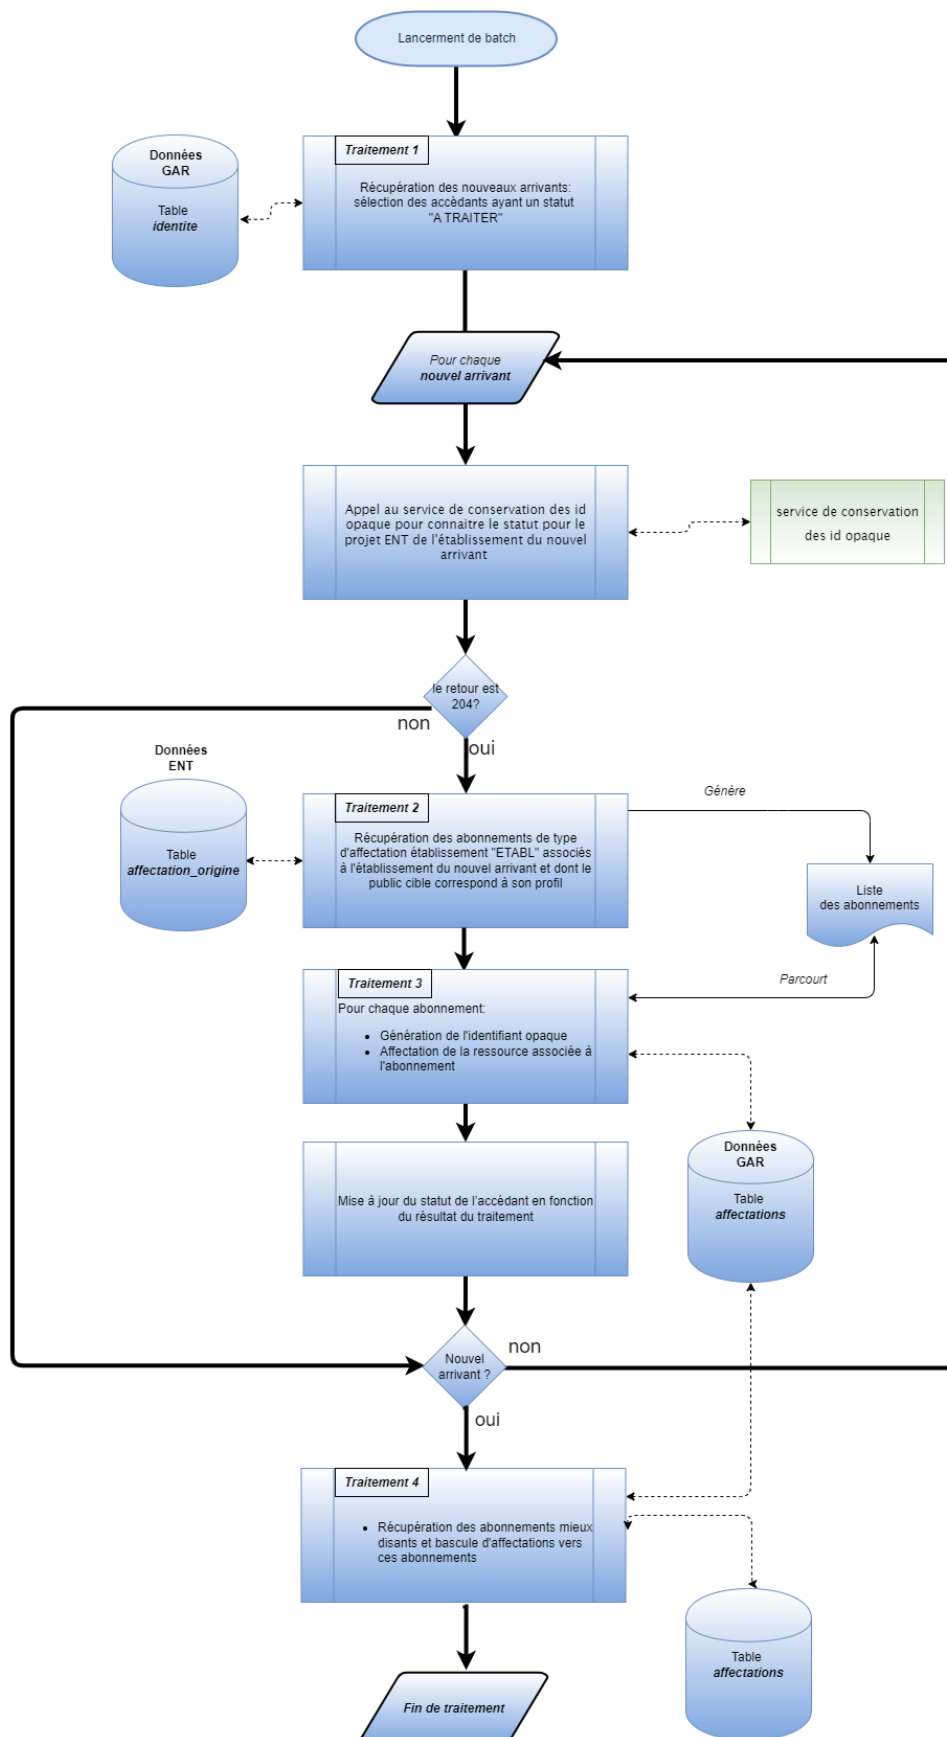 Lancerment de batch
Traitement 1
Récupération des nouveaux arrivants:
sélection des accèdants ayant un statut
"A TRAITER"
Données
GAR
Table
identite
Pour chaque
nouvel arrivant
Appel au service de conservation des id
opaque pour connaitre le statut pour le
projet ENT de l'établissement du nouvel
arrivant
service de conservation
des id opaque
le retour est
204?
non
oui
Données
ENT
Table
affectation_origine
Traitement 2
Récupération des abonnements de type
d'affectation établissement "ETABL" associés
à l'établissement du nouvel arrivant et dont le
public cible correspond à son profil
Génère
Liste
des abonnements
Parcourt
Traitement 3
Pour chaque abonnement:
• Génération de l'identifiant opaque
• Affectation de la ressource associée à
l'abonnement
Données
GAR
Table
affectations
Mise à jour du statut de l'accédant en fonction
du résultat du traitement
Nouvel
arrivant ?
non
oui
Traitement 4
• Récupération des abonnements mieux
disants et bascule d'affectations vers
ces abonnements
Table
affectations
Fin de traitement